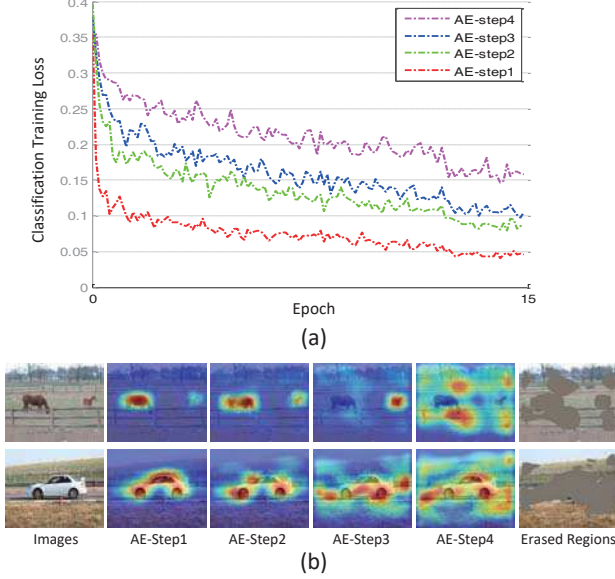 0.4
0.35
0.3
0.25
0.2
0.15
0.1
0.05
0
Classification Training Loss
AE-step4
AE-step3
AE-step2
AE-step1
0
15
Epoch
(a)
Images
AE-Step1
AE-Step2
AE-Step3
AE-Step4
Erased Regions
(b)